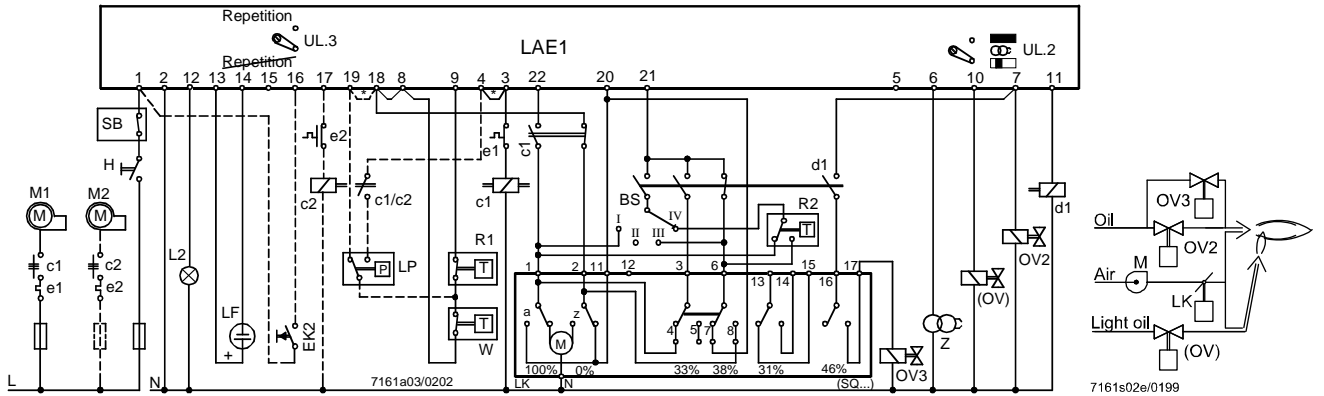 Repetition
UL.3
LAE1
UL.2
Repetition
1 2 12 13 14 15 16 17 19 18 8 9 4 3 22 20 21 5 6 10 7 11
* *
SB
e2
e1
c1
d1
H
c2
c1/c2
c1
BS
I II III IV
R2
T
d1
M1
M2
M
M
L2
R1
T
LP
P
OV2
c1
c2
e1
e2
1 2 11 12 3 6 13 14 15 16 17
(OV)
LF
+
EK2
W
T
a
z
M
4 5 7 8
OV3
Z
100% 0% 33% 38% 31% 46%
L
N
7161a03/0202
LK
N
(SQ...)
OV3
Oil
OV2
Air
M
LK
Light oil
(OV)
7161s02e/0199